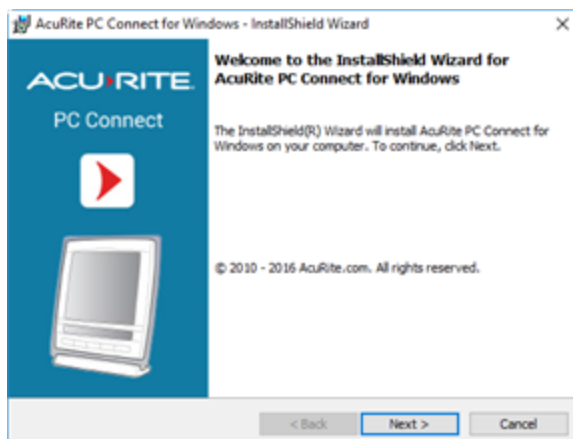 AcuRite PC Connect for Windows - InstallShield Wizard
ACURITE
PC Connect
Welcome to the InstallShield Wizard for
AcuRite PC Connect for Windows
The InstallShield(R) Wizard will install AcuRite PC Connect for
Windows on your computer. To continue, click Next.
© 2010 - 2016 AcuRite.com. All rights reserved.
< Back Next > Cancel